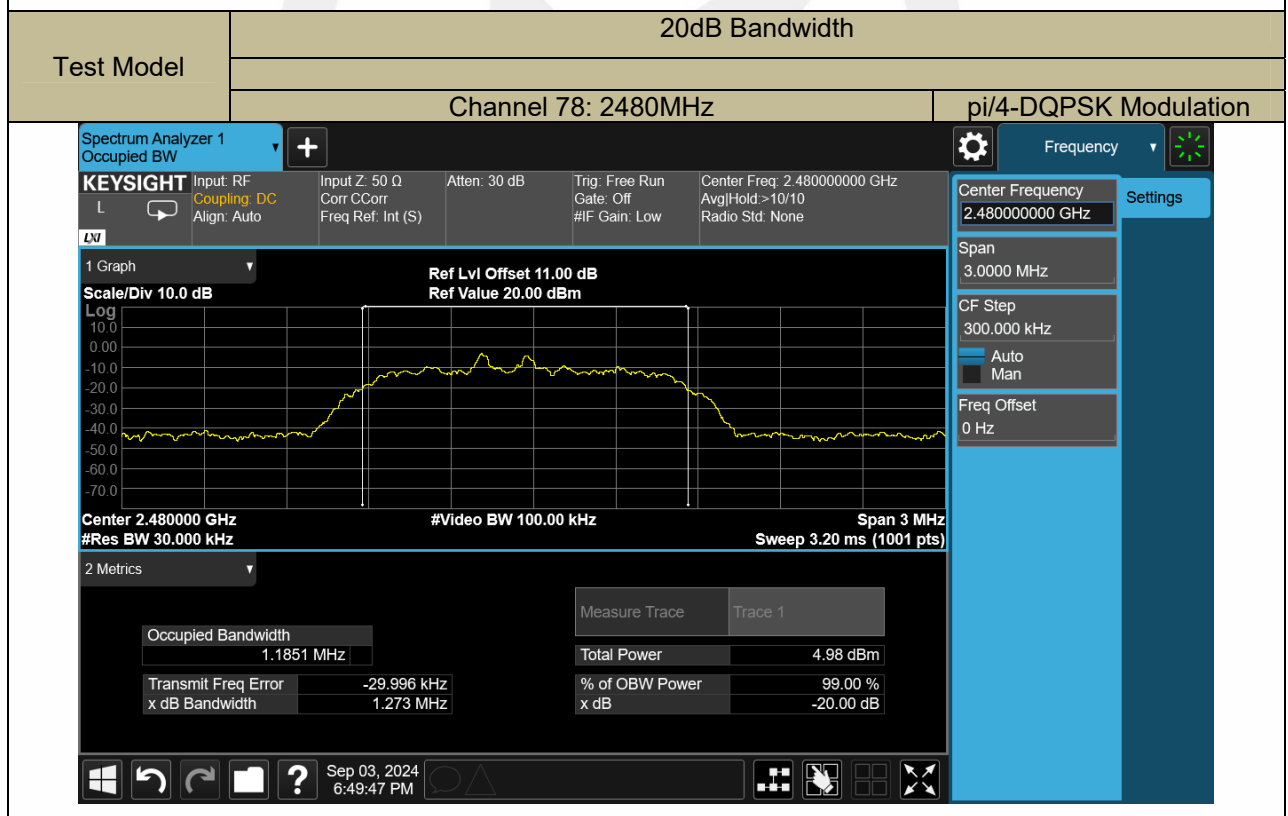 20dB Bandwidth
Test Model
Channel 78: 2480MHz
pi/4-DQPSK Modulation
Spectrum Analyzer 1
Occupied BW
Frequency
KEYSIGHT
L
LXI
Input: RF
Coupling: DC
Align: Auto
Input Z: 50 Ω
Corr CCorr
Freq Ref: Int (S)
Atten: 30 dB
Trig: Free Run
Gate: Off
#IF Gain: Low
Center Freq: 2.480000000 GHz
Avg|Hold:>10/10
Radio Std: None
Center Frequency
2.480000000 GHz
Settings
Span
3.0000 MHz
CF Step
300.000 kHz
Auto
Man
Freq Offset
0 Hz
1 Graph
Scale/Div 10.0 dB
Ref Lvl Offset 11.00 dB
Ref Value 20.00 dBm
Log
10.0
0.00
-10.0
-20.0
-30.0
-40.0
-50.0
-60.0
-70.0
Center 2.480000 GHz
#Video BW 100.00 kHz
Span 3 MHz
#Res BW 30.000 kHz
Sweep 3.20 ms (1001 pts)
2 Metrics
Measure Trace
Trace 1
Occupied Bandwidth
1.1851 MHz
Total Power
4.98 dBm
Transmit Freq Error
-29.996 kHz
% of OBW Power
99.00 %
x dB Bandwidth
1.273 MHz
x dB
-20.00 dB
?
Sep 03, 2024
6:49:47 PM